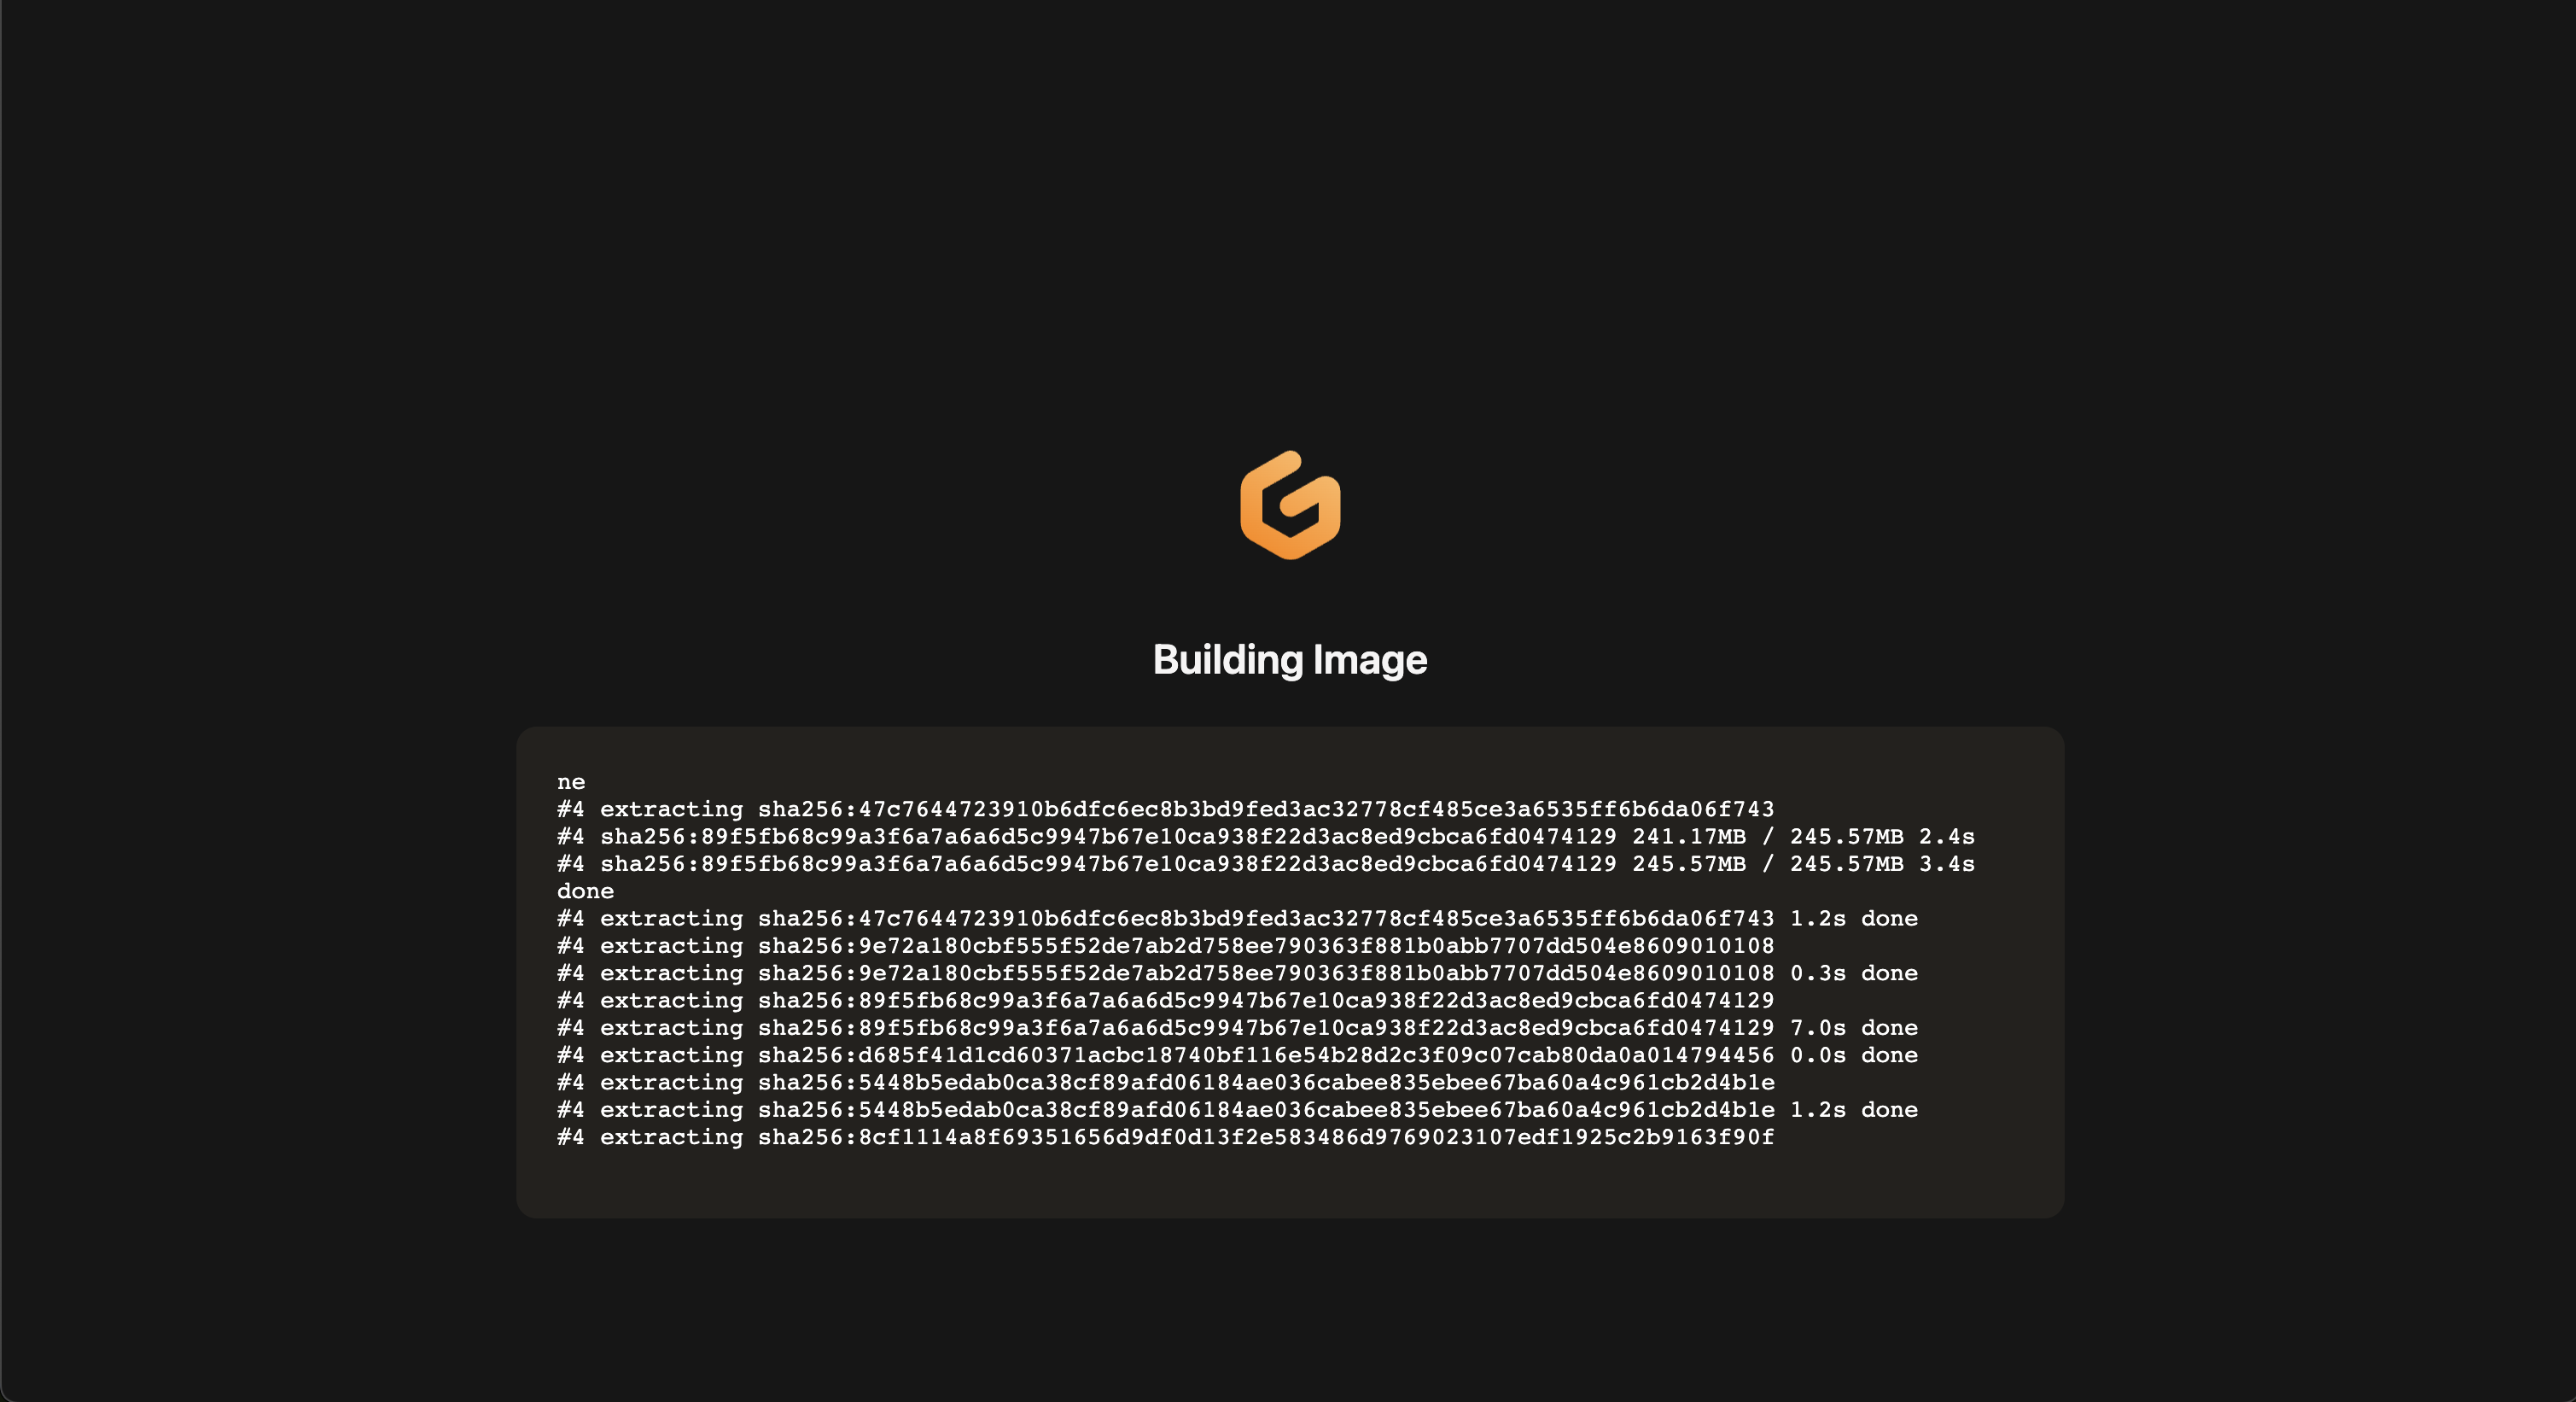 Building Image
ne
#4 extracting sha256:47c7644723910b6dfc6ec8b3bd9fed3ac32778cf485ce3a6535ff6b6da06f743
#4 sha256:89f5fb68c99a3f6a7a6a6d5c9947b67e10ca938f22d3ac8ed9cbca6fd0474129 241.17MB / 245.57MB 2.4s
#4 sha256:89f5fb68c99a3f6a7a6a6d5c9947b67e10ca938f22d3ac8ed9cbca6fd0474129 245.57MB / 245.57MB 3.4s
done
#4 extracting sha256:47c7644723910b6dfc6ec8b3bd9fed3ac32778cf485ce3a6535ff6b6da06f743 1.2s done
#4 extracting sha256:9e72a180cbf555f52de7ab2d758ee790363f881b0abb7707dd504e8609010108
#4 extracting sha256:9e72a180cbf555f52de7ab2d758ee790363f881b0abb7707dd504e8609010108 0.3s done
#4 extracting sha256:89f5fb68c99a3f6a7a6a6d5c9947b67e10ca938f22d3ac8ed9cbca6fd0474129
#4 extracting sha256:89f5fb68c99a3f6a7a6a6d5c9947b67e10ca938f22d3ac8ed9cbca6fd0474129 7.0s done
#4 extracting sha256:d685f41d1cd60371acbc18740bf116e54b28d2c3f09c07cab80da0a014794456 0.0s done
#4 extracting sha256:5448b5edab0ca38cf89afd06184ae036cabee835ebee67ba60a4c961cb2d4b1e
#4 extracting sha256:5448b5edab0ca38cf89afd06184ae036cabee835ebee67ba60a4c961cb2d4b1e 1.2s done
#4 extracting sha256:8cf1114a8f69351656d9df0d13f2e583486d9769023107edf1925c2b9163f90f